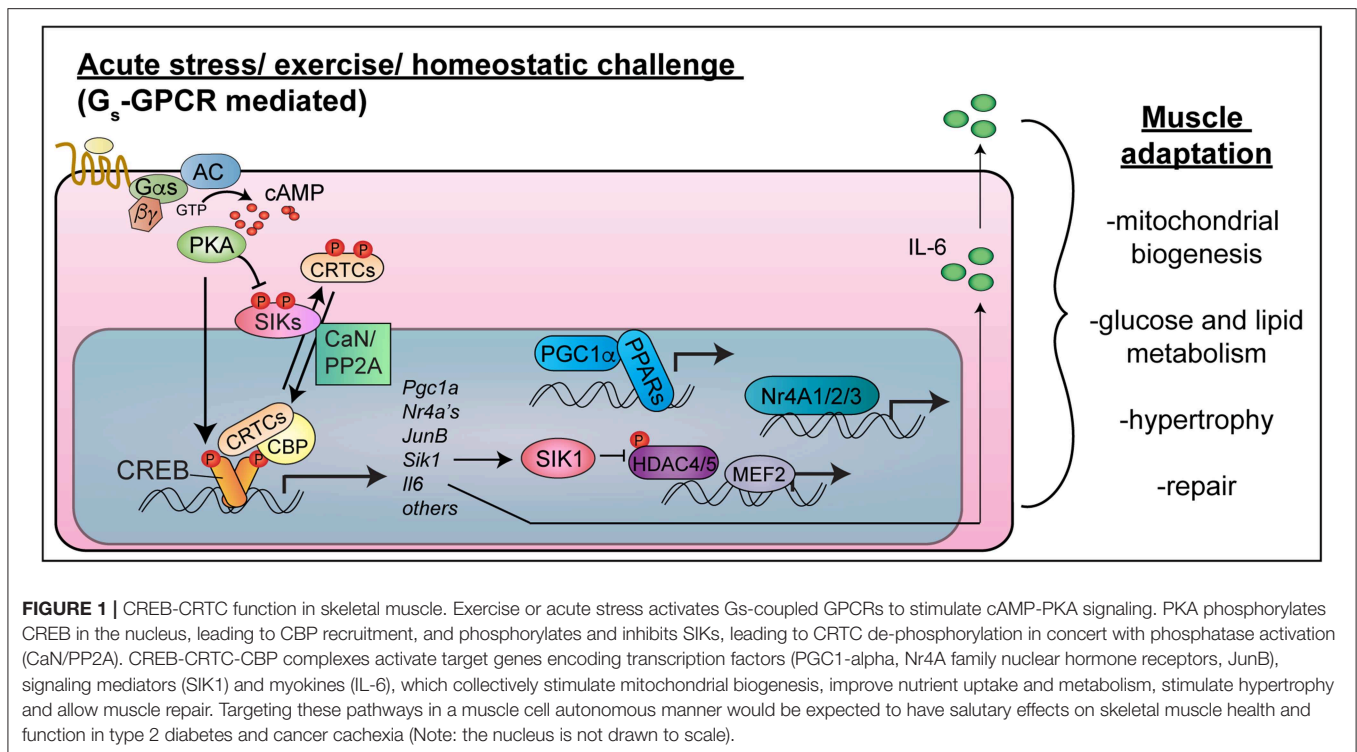 Acute stress/ exercise/ homeostatic challenge
(Gs-GPCR mediated)
AC
Gαs
βγ
GTP
cAMP
PKA
P P
CRTCs
P P
SIKs
CaN/
PP2A
CRTCs
CBP
P P
CREB
Pgc1a
Nr4a's
JunB
Sik1
Il6
others
PGC1α
PPARs
Nr4A1/2/3
SIK1
P
HDAC4/5
MEF2
IL-6
Muscle
adaptation
-mitochondrial
biogenesis
-glucose and lipid
metabolism
-hypertrophy
-repair
FIGURE 1 | CREB-CRTC function in skeletal muscle. Exercise or acute stress activates Gs-coupled GPCRs to stimulate cAMP-PKA signaling. PKA phosphorylates
CREB in the nucleus, leading to CBP recruitment, and phosphorylates and inhibits SIKs, leading to CRTC de-phosphorylation in concert with phosphatase activation
(CaN/PP2A). CREB-CRTC-CBP complexes activate target genes encoding transcription factors (PGC1-alpha, Nr4A family nuclear hormone receptors, JunB),
signaling mediators (SIK1) and myokines (IL-6), which collectively stimulate mitochondrial biogenesis, improve nutrient uptake and metabolism, stimulate hypertrophy
and allow muscle repair. Targeting these pathways in a muscle cell autonomous manner would be expected to have salutary effects on skeletal muscle health and
function in type 2 diabetes and cancer cachexia (Note: the nucleus is not drawn to scale).